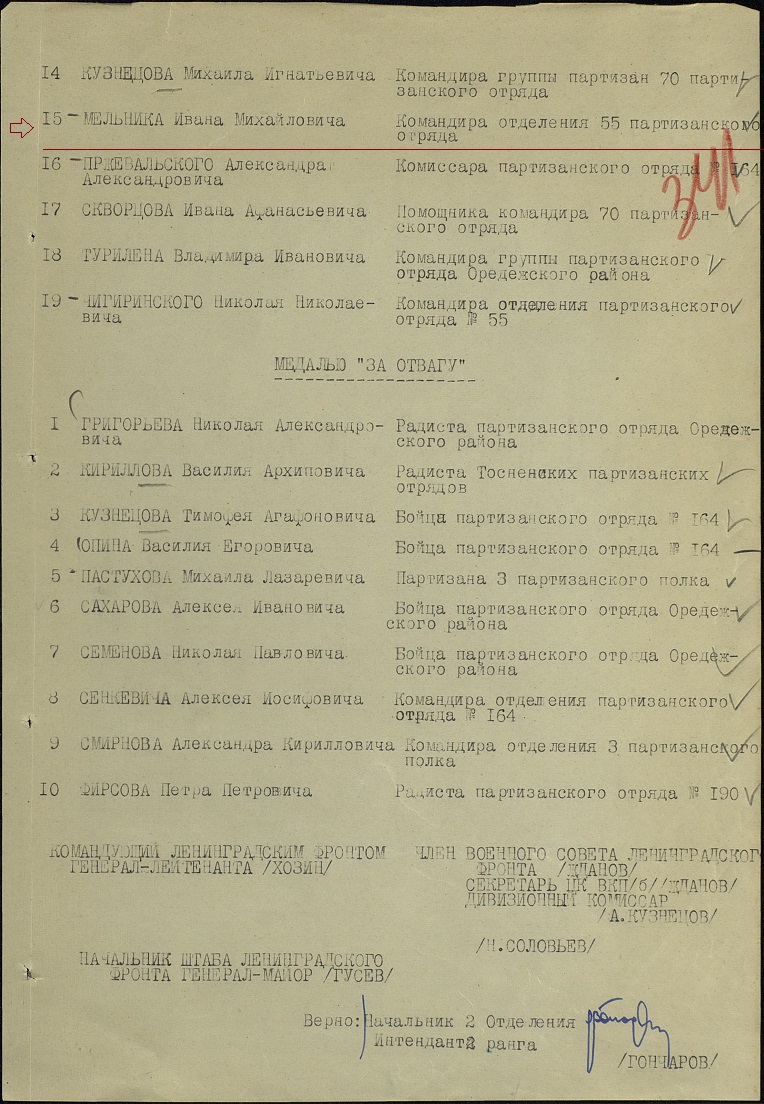 14 КУЗНЕЦОВА Михаила Игнатьевича Командира группы партизан 70 парти-
занского отряда
15 - МЕЛЬНИКА Ивана Михайловича Командира отделения 55 партизанского
отряда
16 - ПРЖЕВАЛЬСКОГО Александра Комиссара партизанского отряда № 164
Александровича
341
17 СКВОРЦОВА Ивана Афанасьевича Помощника командира 70 партизан-
ского отряда
18 ТУРИЛЕНА Владимира Ивановича Командира группы партизанского
отряда Оредежского района
19 - ЧИГИРИНСКОГО Николая Николае- Командира отделения партизанского
вича отряда № 55
МЕДАЛЬЮ "ЗА ОТВАГУ"
1 ГРИГОРЬЕВА Николая Александро- Радиста партизанского отряда Оредеж-
вича ского района
2 КИРИЛЛОВА Василия Архиповича Радиста Тосненских партизанских
отрядов
3 КУЗНЕЦОВА Тимофея Агафоновича Бойца партизанского отряда № 164
4 ОПИНА Василия Егоровича Бойца партизанского отряда № 164
5 - ПАСТУХОВА Михаила Лазаревича Партизана 3 партизанского полка
6 САХАРОВА Алексея Ивановича Бойца партизанского отряда Оредеж-
ского района
7 СЕМЕНОВА Николая Павловича Бойца партизанского отряда Оредеж-
ского района
8 СЕНКЕВИЧА Алексея Иосифовича Командира отделения партизанского
отряда № 164
9 СМИРНОВА Александра Кирилловича Командира отделения 3 партизанского
полка
10 ФИРСОВА Петра Петровича Радиста партизанского отряда № 190
КОМАНДУЮЩИЙ ЛЕНИНГРАДСКИМ ФРОНТОМ
ГЕНЕРАЛ-ЛЕЙТЕНАНТА /ХОЗИН/
ЧЛЕН ВОЕННОГО СОВЕТА ЛЕНИНГРАДСКОГО
ФРОНТА /ЖДАНОВ/
СЕКРЕТАРЬ ЦК ВКП/б//ЖДАНОВ/
ДИВИЗИОННЫЙ КОМИССАР
/А.КУЗНЕЦОВ/
/Н.СОЛОВЬЕВ/
НАЧАЛЬНИК ШТАБА ЛЕНИНГРАДСКОГО
ФРОНТА ГЕНЕРАЛ-МАЙОР /ГУСЕВ/
Верно: Начальник 2 Отделения
Интендант 2 ранга
/ГОНЧАРОВ/